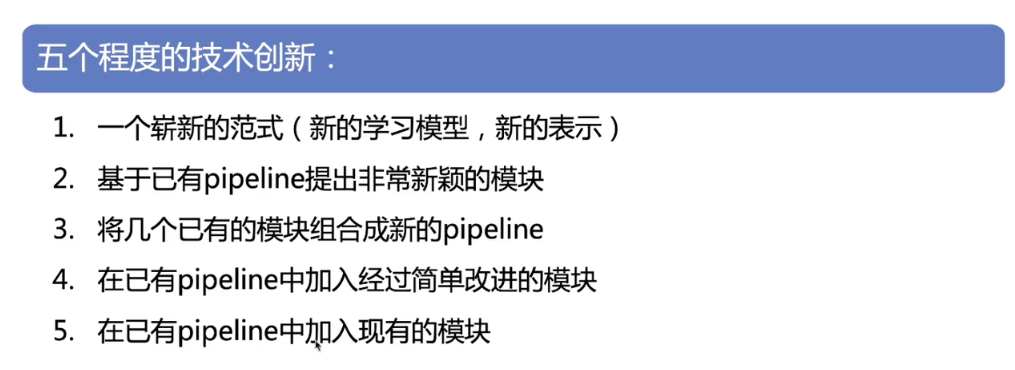 五个程度的技术创新：
1. 一个崭新的范式（新的学习模型，新的表示）
2. 基于已有pipeline提出非常新颖的模块
3. 将几个已有的模块组合成新的pipeline
4. 在已有pipeline中加入经过简单改进的模块
5. 在已有pipeline中加入现有的模块